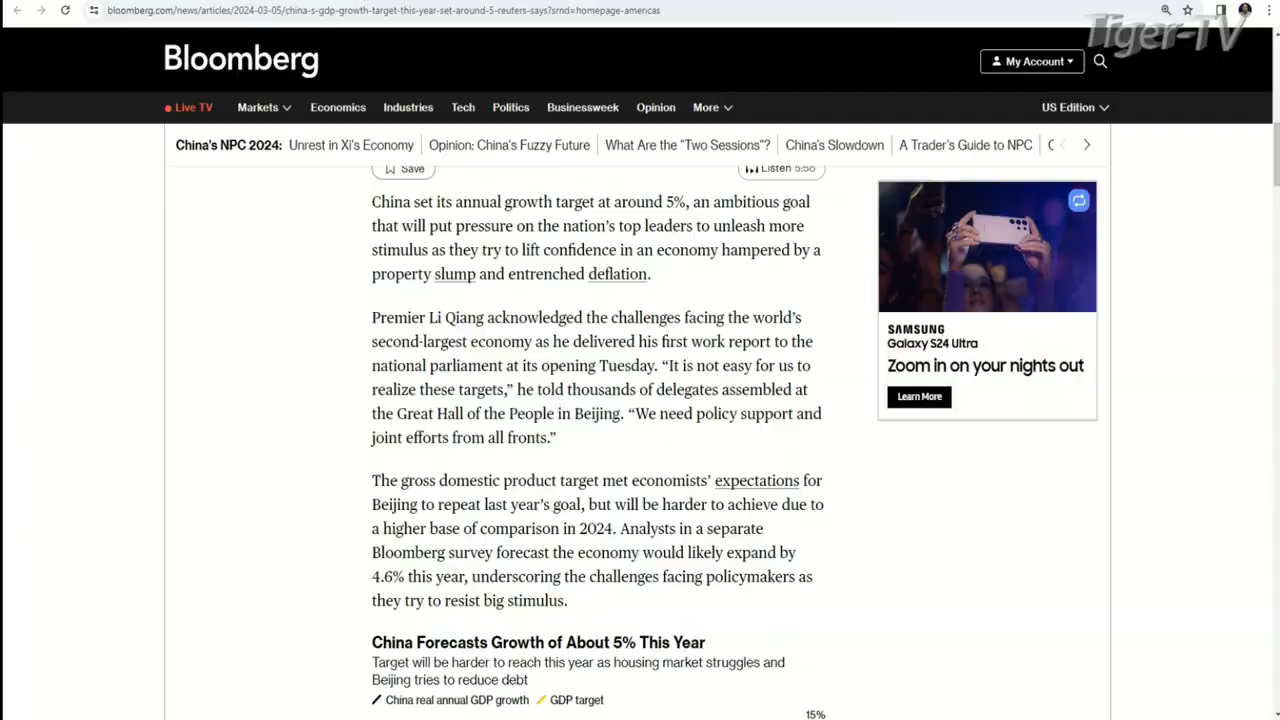 bloomberg.com/news/articles/2024-03-05/china-s-gdp-growth-target-this-year-set-around-5-reuters-says?srnd=homepage-americas
Tiger-TV
Bloomberg
My Account
Live TV
Markets
Economics
Industries
Tech
Politics
Businessweek
Opinion
More
US Edition
China's NPC 2024:
Unrest in Xi's Economy
Opinion: China's Fuzzy Future
What Are the "Two Sessions"?
China's Slowdown
A Trader's Guide to NPC
Save
Listen 5:56
China set its annual growth target at around 5%, an ambitious goal
that will put pressure on the nation’s top leaders to unleash more
stimulus as they try to lift confidence in an economy hampered by a
property slump and entrenched deflation.
Premier Li Qiang acknowledged the challenges facing the world’s
second-largest economy as he delivered his first work report to the
national parliament at its opening Tuesday. “It is not easy for us to
realize these targets,” he told thousands of delegates assembled at
the Great Hall of the People in Beijing. “We need policy support and
joint efforts from all fronts.”
The gross domestic product target met economists’ expectations for
Beijing to repeat last year’s goal, but will be harder to achieve due to
a higher base of comparison in 2024. Analysts in a separate
Bloomberg survey forecast the economy would likely expand by
4.6% this year, underscoring the challenges facing policymakers as
they try to resist big stimulus.
China Forecasts Growth of About 5% This Year
Target will be harder to reach this year as housing market struggles and
Beijing tries to reduce debt
China real annual GDP growth
GDP target
15%
SAMSUNG
Galaxy S24 Ultra
Zoom in on your nights out
Learn More